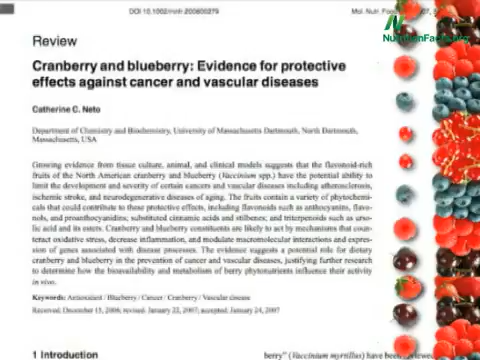 DOI 10.1002/mnfr.200600279
Mol. Nutr. Food
NutritionFacts.org
Review
Cranberry and blueberry: Evidence for protective
effects against cancer and vascular diseases
Catherine C. Neto
Department of Chemistry and Biochemistry, University of Massachusetts Dartmouth, North Dartmouth,
Massachusetts, USA
Growing evidence from tissue culture, animal, and clinical models suggests that the flavonoid-rich
fruits of the North American cranberry and blueberry (Vaccinium spp.) have the potential ability to
limit the development and severity of certain cancers and vascular diseases including atherosclerosis,
ischemic stroke, and neurodegenerative diseases of aging. The fruits contain a variety of phytochemi-
cals that could contribute to these protective effects, including flavonoids such as anthocyanins, flavo-
nols, and proanthocyanidins; substituted cinnamic acids and stilbenes; and triterpenoids such as urso-
lic acid and its esters. Cranberry and blueberry constituents are likely to act by mechanisms that coun-
teract oxidative stress, decrease inflammation, and modulate macromolecular interactions and expres-
sion of genes associated with disease processes. The evidence suggests a potential role for dietary
cranberry and blueberry in the prevention of cancer and vascular diseases, justifying further research
to determine how the bioavailability and metabolism of berry phytonutrients influence their activity
in vivo.
Keywords: Antioxidant / Blueberry / Cancer / Cranberry / Vascular disease
Received: December 15, 2006; revised: January 22, 2007; accepted: January 24, 2007
1 Introduction
berry" (Vaccinium myrtillus) have been reviewed